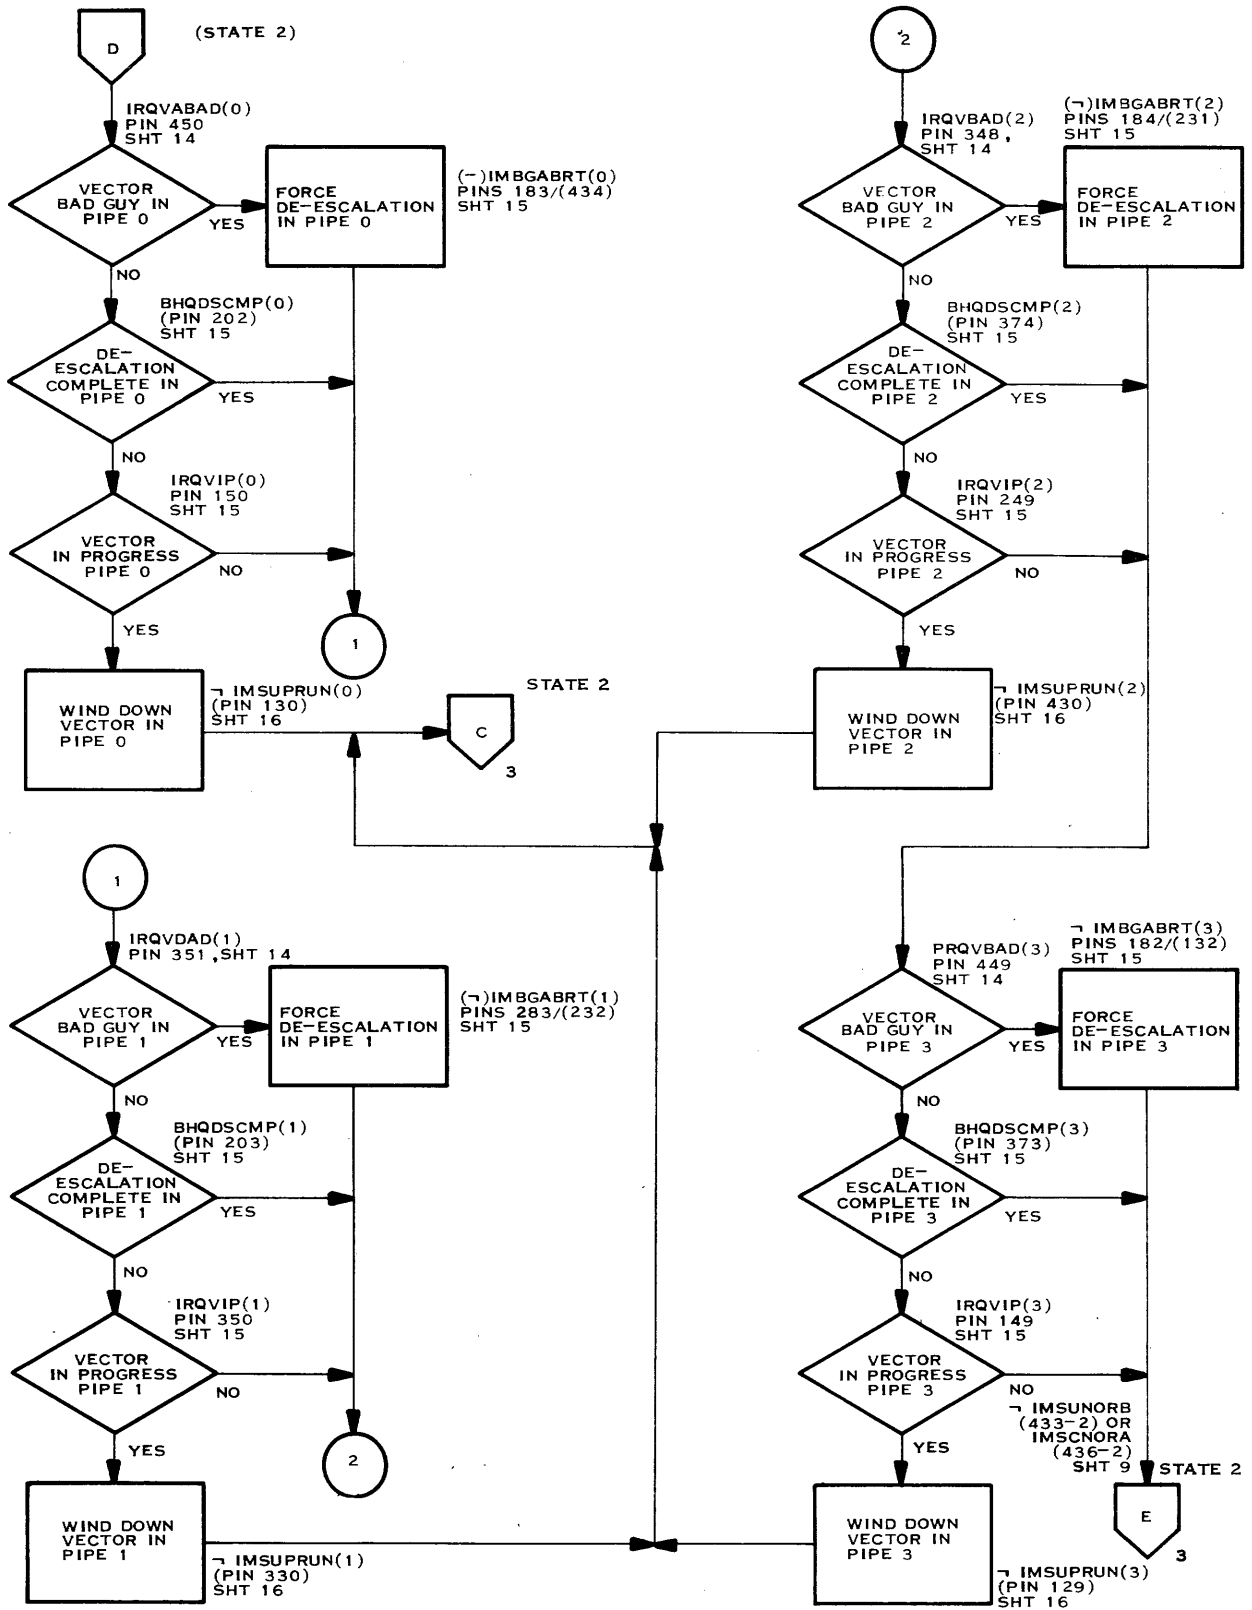 D
(STATE 2)
IRQVABAD(0)
PIN 450
SHT 14
VECTOR
BAD GUY IN
PIPE 0
YES
FORCE
DE-ESCALATION
IN PIPE 0
(-)IMBGABRT(0)
PINS 183/(434)
SHT 15
NO
BHQDSCMP(0)
(PIN 202)
SHT 15
DE-
ESCALATION
COMPLETE IN
PIPE 0
YES
NO
IRQVIP(0)
PIN 150
SHT 15
VECTOR
IN PROGRESS
PIPE 0
NO
YES
1
WIND DOWN
VECTOR IN
PIPE 0
¬ IMSUPRUN(0)
(PIN 130)
SHT 16
STATE 2
C
3
1
IRQVDAD(1)
PIN 351,SHT 14
VECTOR
BAD GUY IN
PIPE 1
YES
FORCE
DE-ESCALATION
IN PIPE 1
(¬)IMBGABRT(1)
PINS 283/(232)
SHT 15
NO
BHQDSCMP(1)
(PIN 203)
SHT 15
DE-
ESCALATION
COMPLETE IN
PIPE 1
YES
NO
IRQVIP(1)
PIN 350
SHT 15
VECTOR
IN PROGRESS
PIPE 1
NO
YES
2
WIND DOWN
VECTOR IN
PIPE 1
¬ IMSUPRUN(1)
(PIN 330)
SHT 16
2
IRQVBAD(2)
PIN 348,
SHT 14
VECTOR
BAD GUY IN
PIPE 2
YES
(¬)IMBGABRT(2)
PINS 184/(231)
SHT 15
FORCE
DE-ESCALATION
IN PIPE 2
NO
BHQDSCMP(2)
(PIN 374)
SHT 15
DE-
ESCALATION
COMPLETE IN
PIPE 2
YES
NO
IRQVIP(2)
PIN 249
SHT 15
VECTOR
IN PROGRESS
PIPE 2
NO
YES
WIND DOWN
VECTOR IN
PIPE 2
¬ IMSUPRUN(2)
(PIN 430)
SHT 16
PRQVBAD(3)
PIN 449
SHT 14
VECTOR
BAD GUY IN
PIPE 3
YES
¬ IMBGABRT(3)
PINS 182/(132)
SHT 15
FORCE
DE-ESCALATION
IN PIPE 3
NO
BHQDSCMP(3)
(PIN 373)
SHT 15
DE-
ESCALATION
COMPLETE IN
PIPE 3
YES
NO
IRQVIP(3)
PIN 149
SHT 15
VECTOR
IN PROGRESS
PIPE 3
NO
¬ IMSUNORB
(433-2) OR
IMSCNORA
(436-2)
SHT 9
STATE 2
YES
E
3
WIND DOWN
VECTOR IN
PIPE 3
¬ IMSUPRUN(3)
(PIN 129)
SHT 16